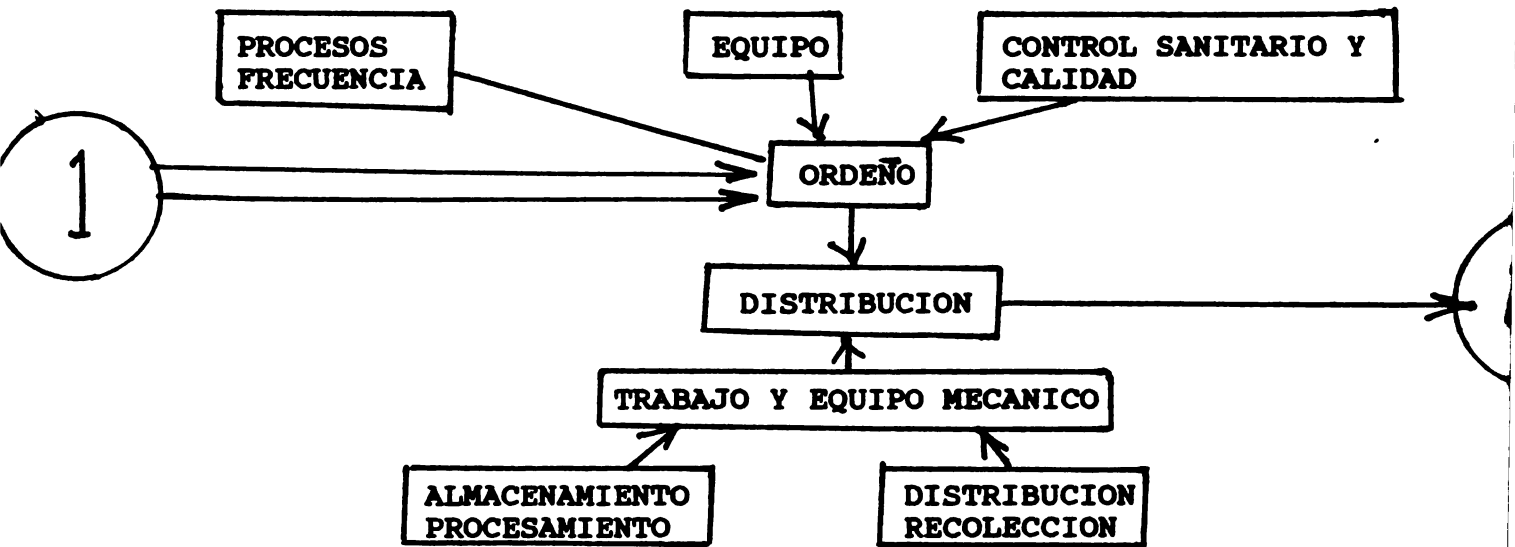 PROCESOS
FRECUENCIA
EQUIPO
CONTROL SANITARIO Y
CALIDAD
1
ORDEÑO
DISTRIBUCION
TRABAJO Y EQUIPO MECANICO
ALMACENAMIENTO
PROCESAMIENTO
DISTRIBUCION
RECOLECCION